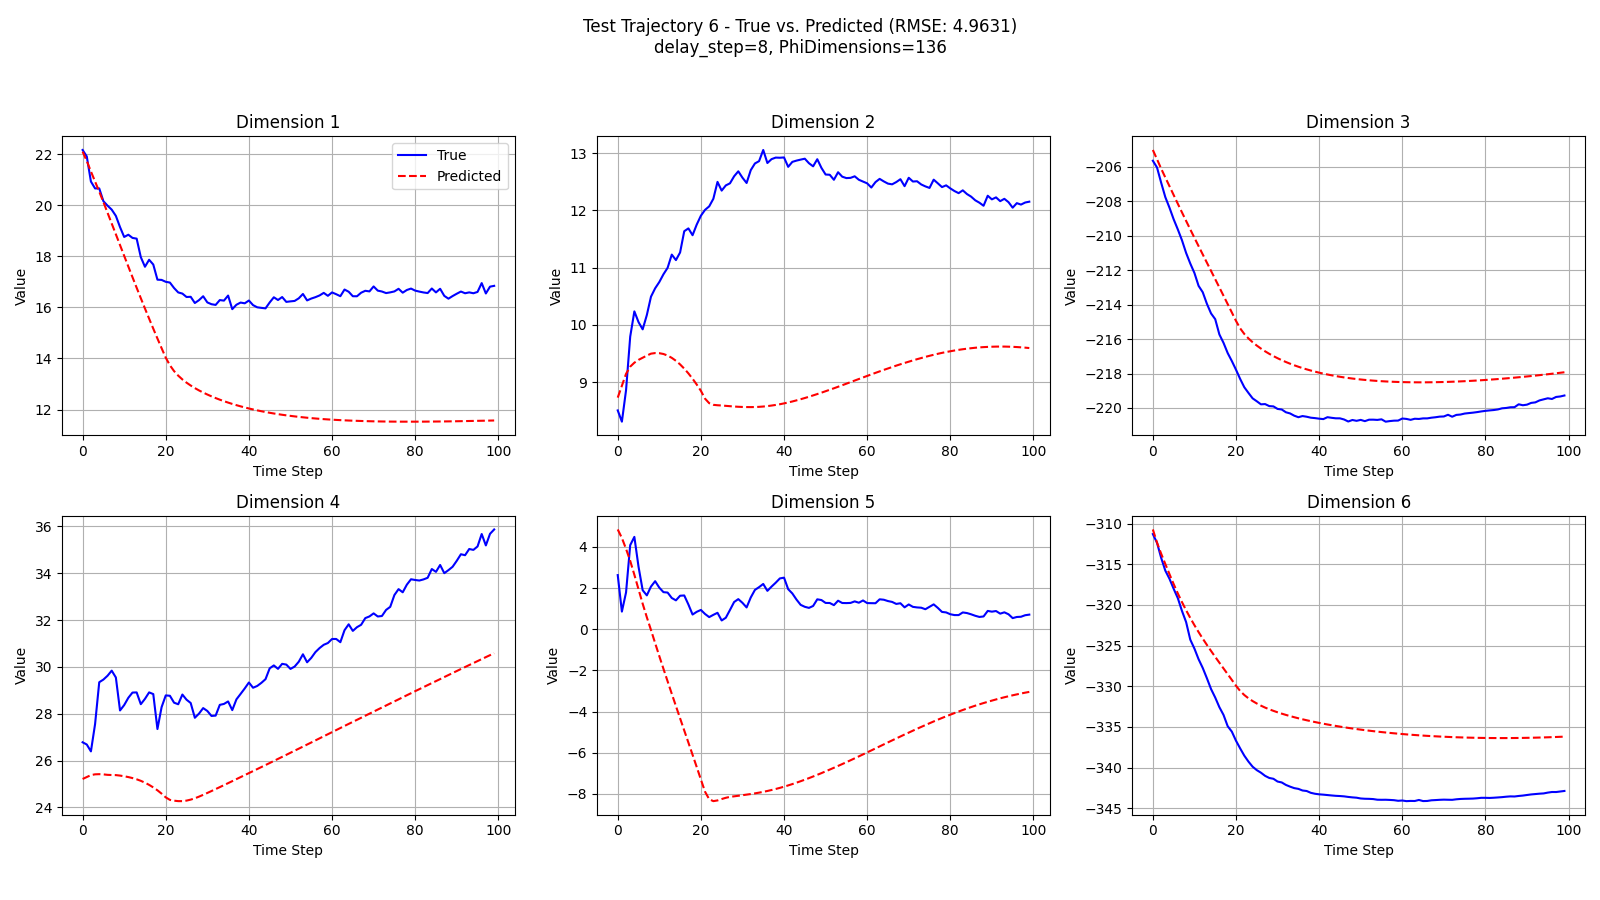 Test Trajectory 6 - True vs. Predicted (RMSE: 4.9631)
delay_step=8, PhiDimensions=136
Dimension 1
Value
22
20
18
16
14
12
0 20 40 60 80 100
Time Step
True
Predicted
Dimension 2
Value
13
12
11
10
9
0 20 40 60 80 100
Time Step
Dimension 3
Value
−206
−208
−210
−212
−214
−216
−218
−220
0 20 40 60 80 100
Time Step
Dimension 4
Value
36
34
32
30
28
26
24
0 20 40 60 80 100
Time Step
Dimension 5
Value
4
2
0
−2
−4
−6
−8
0 20 40 60 80 100
Time Step
Dimension 6
Value
−310
−315
−320
−325
−330
−335
−340
−345
0 20 40 60 80 100
Time Step